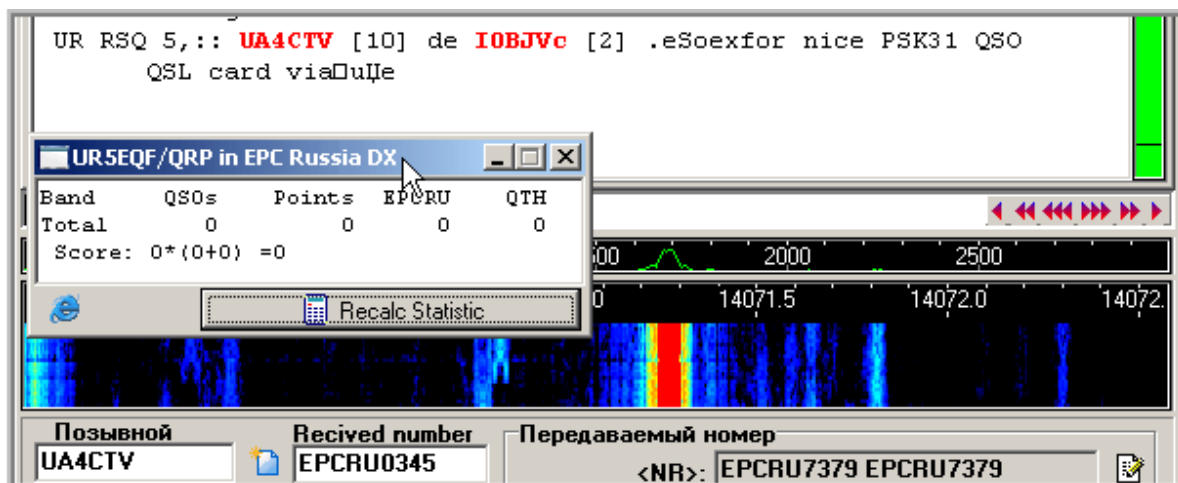 UR RSQ 5,:: UA4CTV [10] de I0BJVc [2] .eSoexfor nice PSK31 QSO
QSL card via□uЏe
UR5EQF/QRP in EPC Russia DX
Band QSOs Points EPCRU QTH
Total 0 0 0 0
Score: 0*(0+0) =0
Recalc Statistic
2000 2500
14071.5 14072.0 14072.
Позывной
UA4CTV
Recived number
EPCRU0345
Передаваемый номер
<NR>: EPCRU7379 EPCRU7379